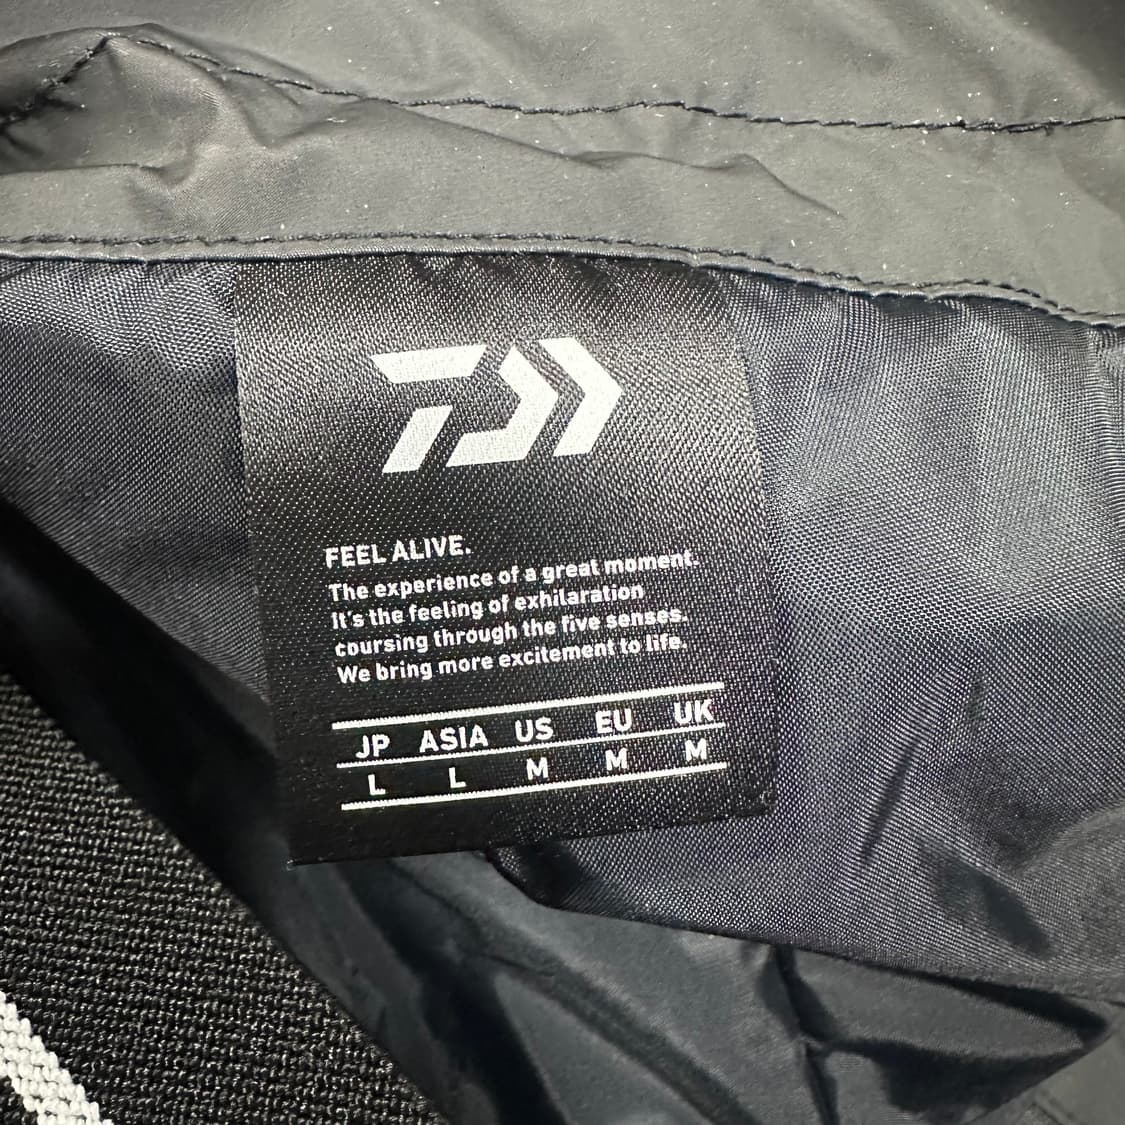 FEEL ALIVE.
The experience of a great moment.
It's the feeling of exhilaration
coursing through the five senses.
We bring more excitement to life.
JP ASIA US EU UK
L L M M M